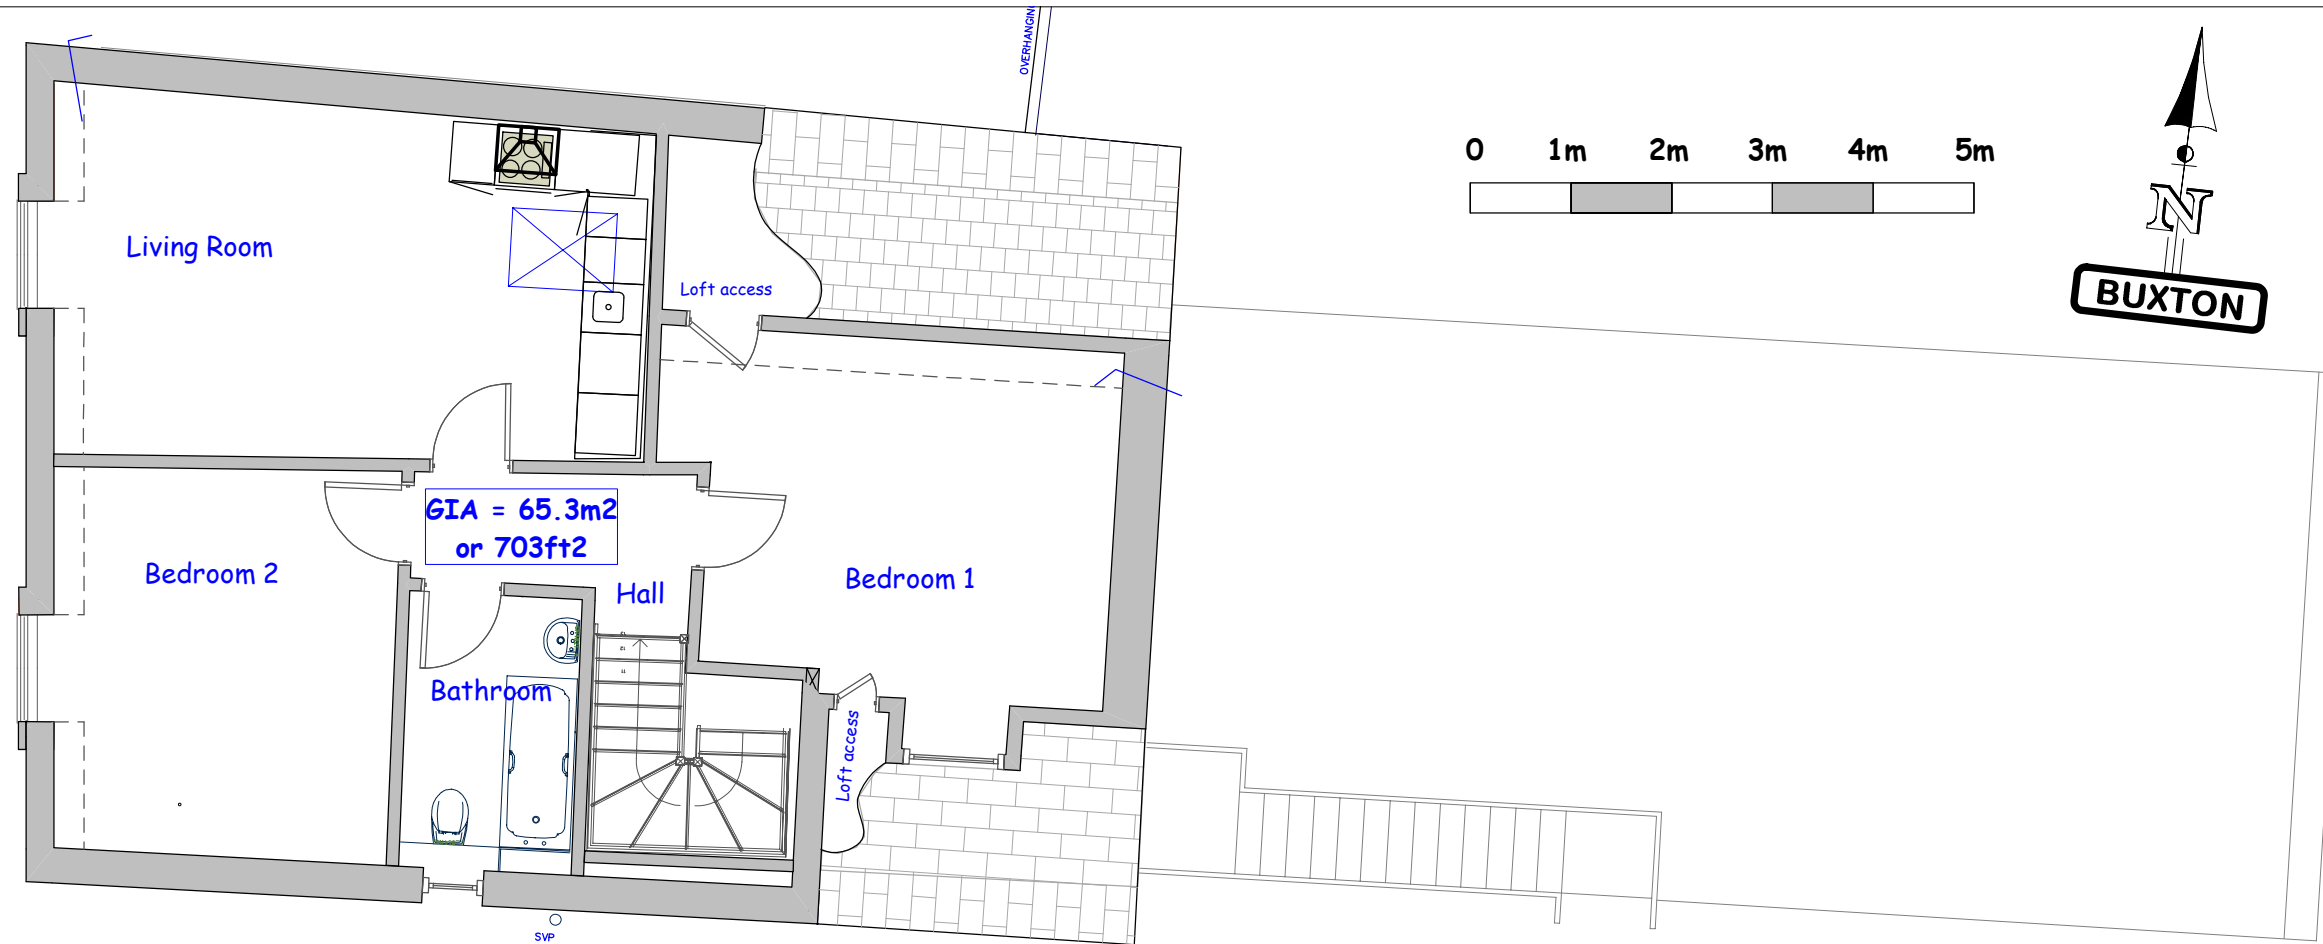 OVERHANGING
0 1m 2m 3m 4m 5m
N
BUXTON
Living Room
Loft access
GIA = 65.3m2
or 703ft2
Bedroom 2
Hall
Bedroom 1
Bathroom
Loft access
SVP